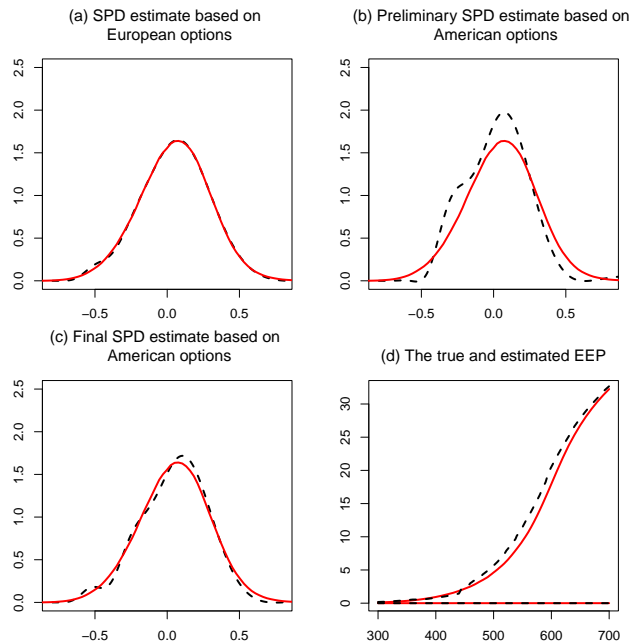 (a) SPD estimate based on
European options
0.0 0.5 1.0 1.5 2.0 2.5
−0.5 0.0 0.5
(b) Preliminary SPD estimate based on
American options
0.0 0.5 1.0 1.5 2.0 2.5
−0.5 0.0 0.5
(c) Final SPD estimate based on
American options
0.0 0.5 1.0 1.5 2.0 2.5
−0.5 0.0 0.5
(d) The true and estimated EEP
0 5 10 20 30
300 400 500 600 700